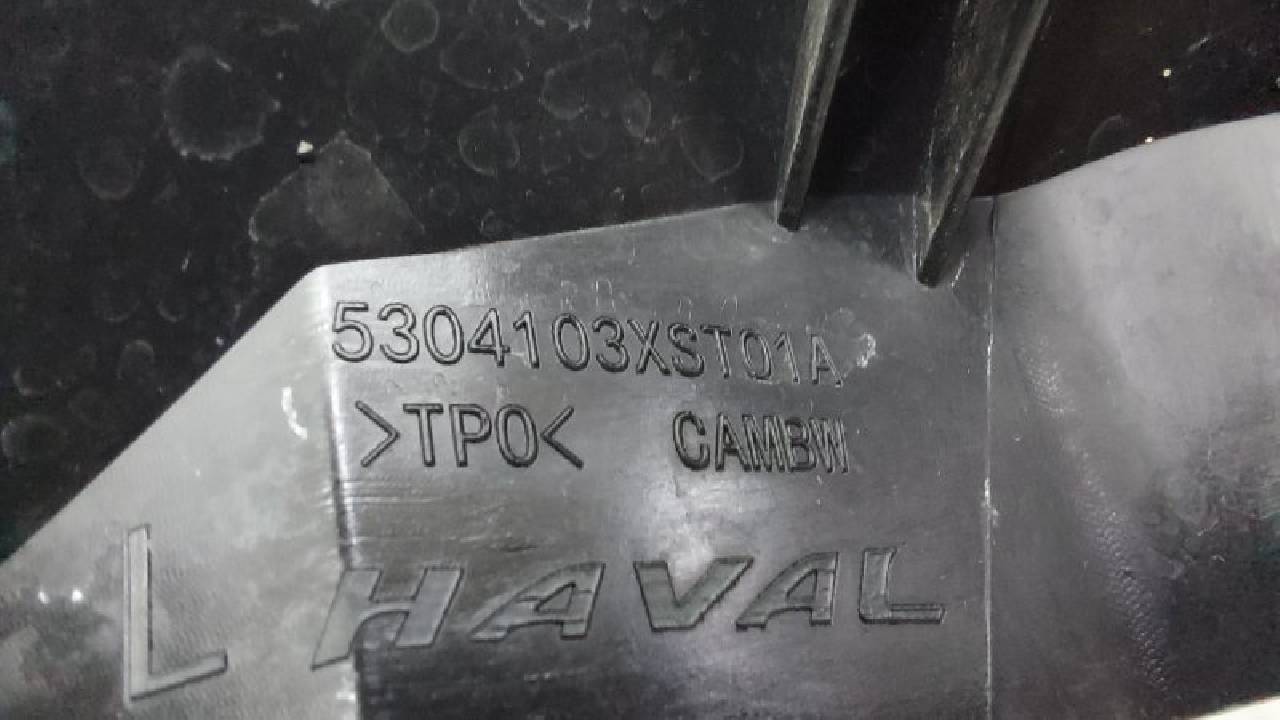 5304103XST01A
>TPO< CAMBW
L HAVAL